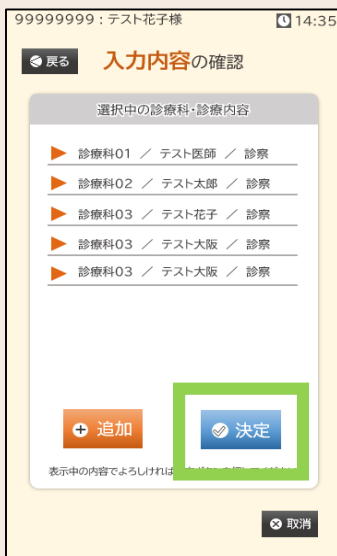 99999999：テスト花子様 14:35
戻る 入力内容の確認
選択中の診療科・診療内容
診療科01 ／ テスト医師 ／ 診察
診療科02 ／ テスト太郎 ／ 診察
診療科03 ／ テスト花子 ／ 診察
診療科03 ／ テスト大阪 ／ 診察
診療科03 ／ テスト大阪 ／ 診察
追加 決定
表示中の内容でよろしければ
取消